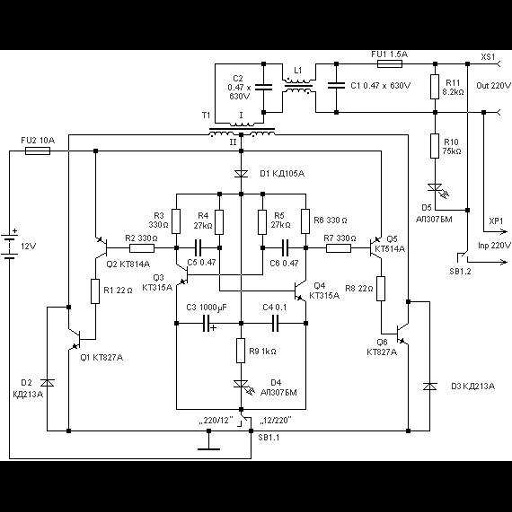 FU1 1.5A
XS1
L1
C2
0.47 x
630V
C1 0.47 x 630V
R11
8.2kΩ
Out 220V
T1
I
II
FU2 10A
R10
75kΩ
D1 КД105А
D5
АЛ307БМ
XP1
Inp 220V
SB1.2
+
12V
R3
330Ω
R4
27kΩ
R5
27kΩ
R6 330Ω
R2 330Ω
R7 330Ω
Q5
КТ514А
Q2 КТ814А
C5 0.47
C6 0.47
Q3
КТ315А
Q4
КТ315А
R1 22Ω
R8 22Ω
C3 1000µF
+
C4 0.1
Q1 КТ827А
R9 1kΩ
Q6
КТ827А
D2
КД213А
D4
АЛ307БМ
D3 КД213А
„220/12"
„12/220"
SB1.1